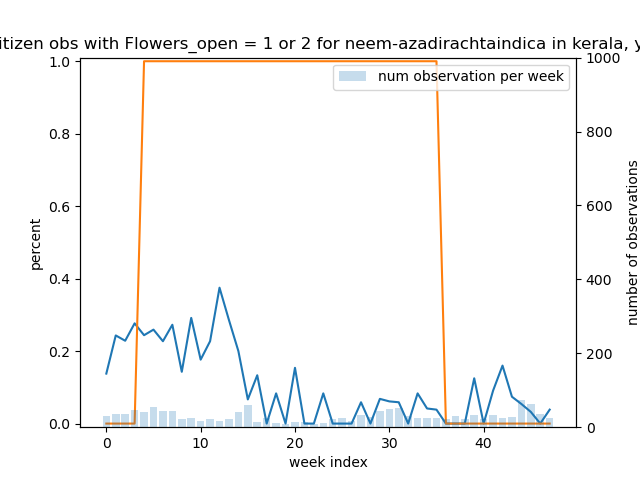 itizen obs with Flowers_open = 1 or 2 for neem-azadirachtaindica in kerala, y
num observation per week
percent
number of observations
week index
1.0
0.8
0.6
0.4
0.2
0.0
1000
800
600
400
200
0
0 10 20 30 40